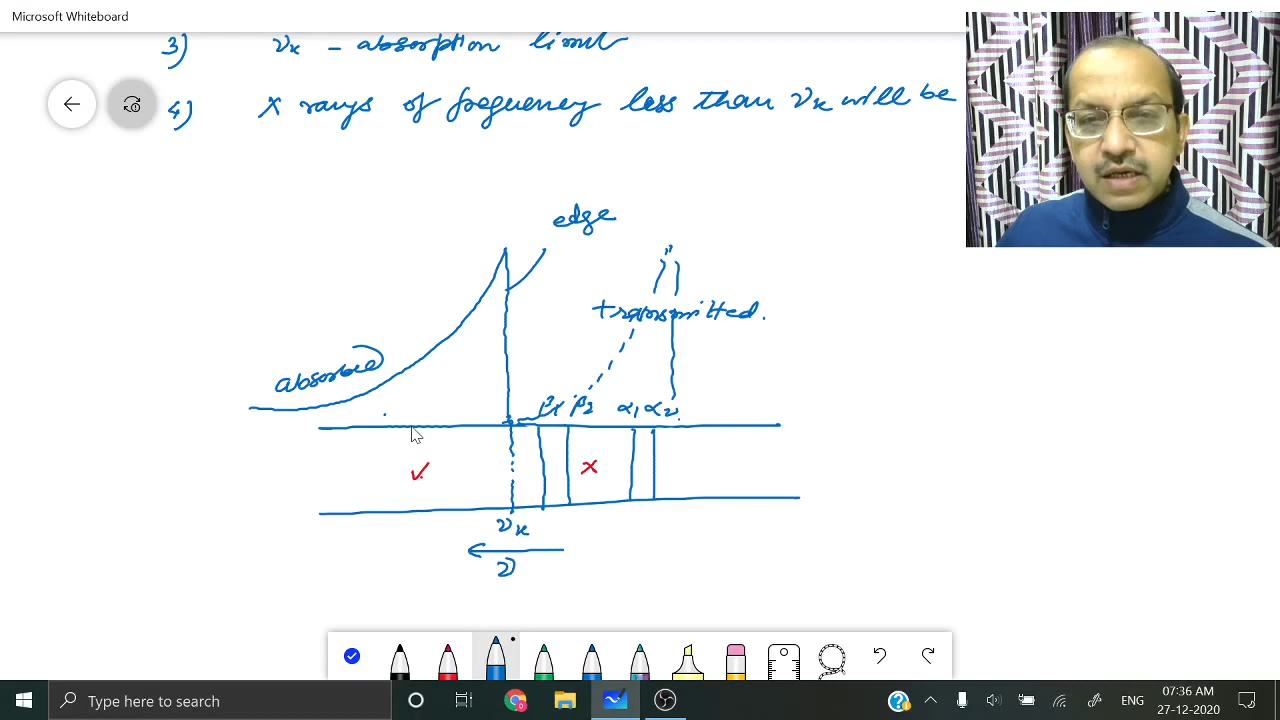 Microsoft Whiteboard
3) νk - absorption limit
4) X rays of frequency less than νk will be
edge
transmitted.
absorbed
β1 β2 α1 α2
✓ x
νk
ν
Type here to search
ENG
07:36 AM
27-12-2020